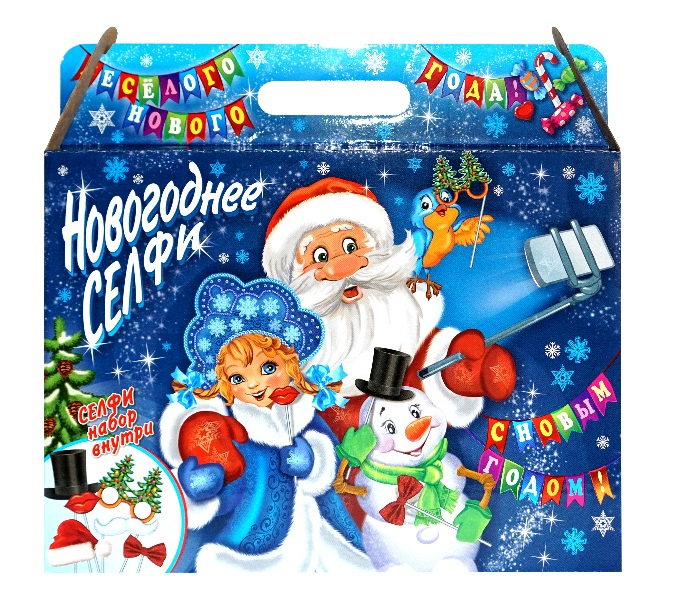 ВЕСЁЛОГО
НОВОГО
ГОДА!
Новогоднее
СЕЛФИ
СЕЛФИ
набор
внутри
С НОВЫМ
ГОДОМ!